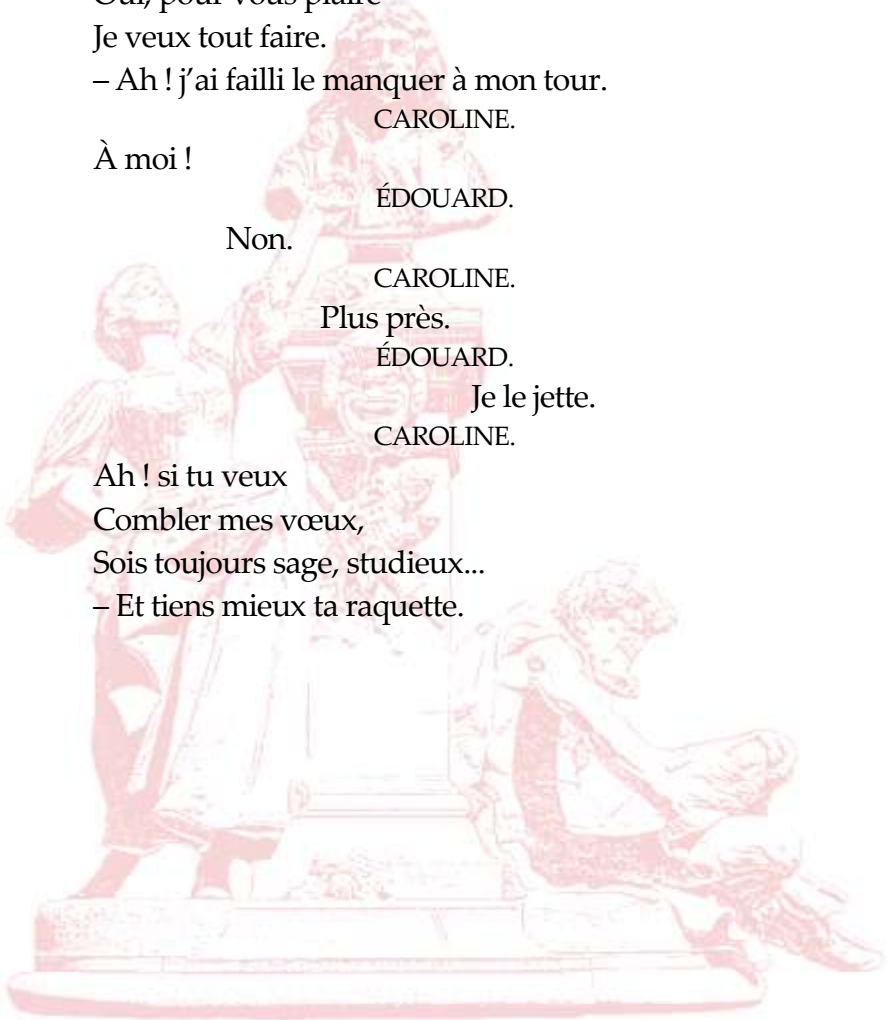 Oui, pour vous plaire
Je veux tout faire.
– Ah ! j’ai failli le manquer à mon tour.
CAROLINE.
À moi !
ÉDOUARD.
Non.
CAROLINE.
Plus près.
ÉDOUARD.
Je le jette.
CAROLINE.
Ah ! si tu veux
Combler mes vœux,
Sois toujours sage, studieux...
– Et tiens mieux ta raquette.